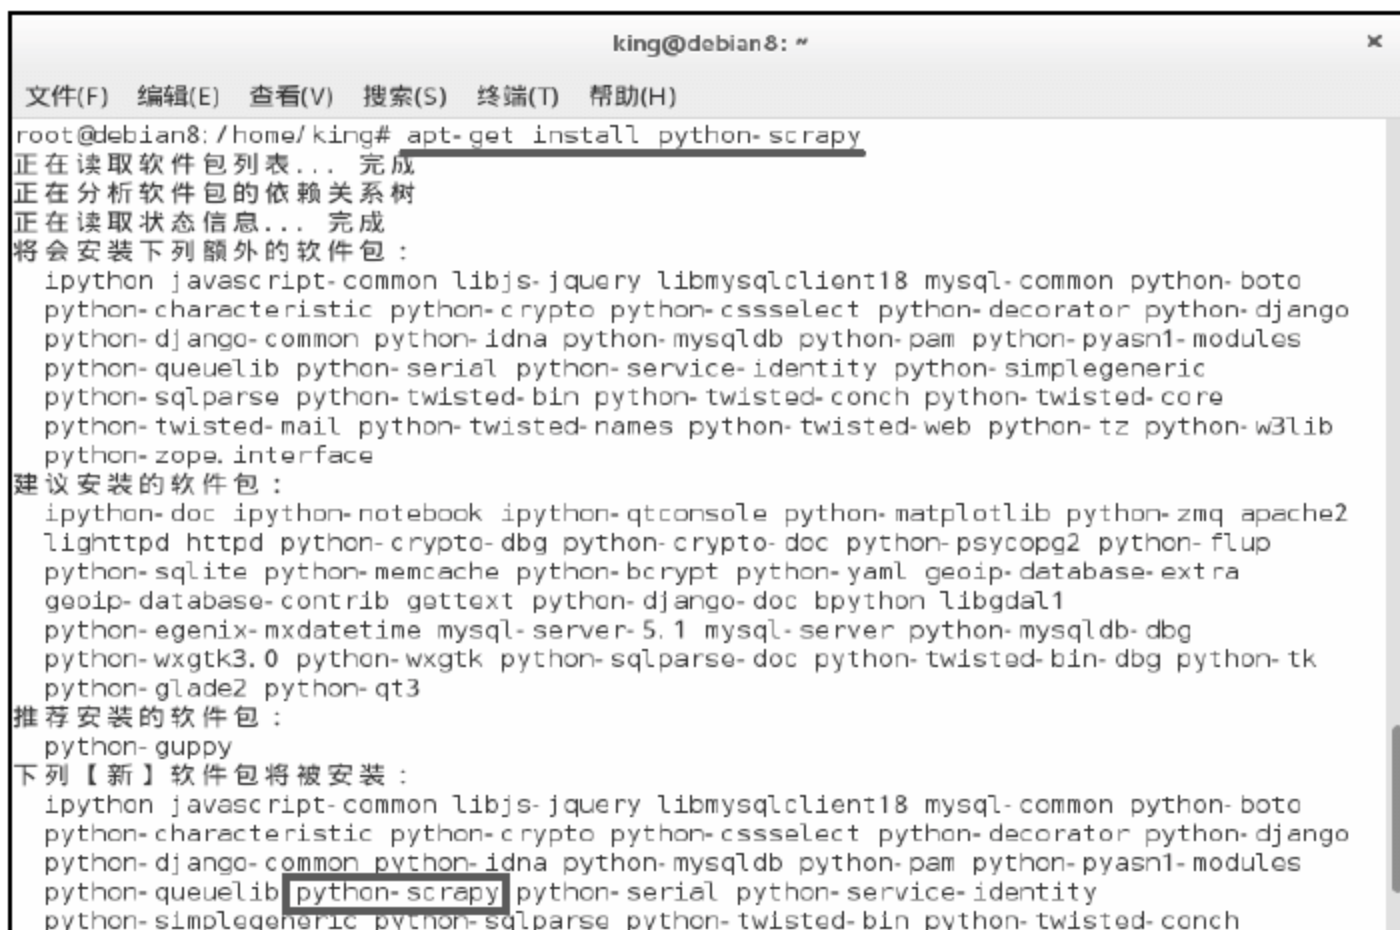 king@debian8: ~ ×
文件(F) 编辑(E) 查看(V) 搜索(S) 终端(T) 帮助(H)
root@debian8:/home/king# apt-get install python-scrapy
正在读取软件包列表... 完成
正在分析软件包的依赖关系树
正在读取状态信息... 完成
将会安装下列额外的软件包：
ipython javascript-common libjs-jquery libmysqlclient18 mysql-common python-boto
python-characteristic python-crypto python-cssselect python-decorator python-django
python-django-common python-idna python-mysqldb python-pam python-pyasn1-modules
python-queuelib python-serial python-service-identity python-simplegeneric
python-sqlparse python-twisted-bin python-twisted-conch python-twisted-core
python-twisted-mail python-twisted-names python-twisted-web python-tz python-w3lib
python-zope.interface
建议安装的软件包：
ipython-doc ipython-notebook ipython-qtconsole python-matplotlib python-zmq apache2
lighttpd httpd python-crypto-dbg python-crypto-doc python-psycopg2 python-flup
python-sqlite python-memcache python-bcrypt python-yaml geoip-database-extra
geoip-database-contrib gettext python-django-doc bpython libgdal1
python-egenix-mxdatetime mysql-server-5.1 mysql-server python-mysqldb-dbg
python-wxgtk3.0 python-wxgtk python-sqlparse-doc python-twisted-bin-dbg python-tk
python-glade2 python-qt3
推荐安装的软件包：
python-guppy
下列【新】软件包将被安装：
ipython javascript-common libjs-jquery libmysqlclient18 mysql-common python-boto
python-characteristic python-crypto python-cssselect python-decorator python-django
python-django-common python-idna python-mysqldb python-pam python-pyasn1-modules
python-queuelib python-scrapy python-serial python-service-identity
python-simplegeneric python-sqlparse python-twisted-bin python-twisted-conch